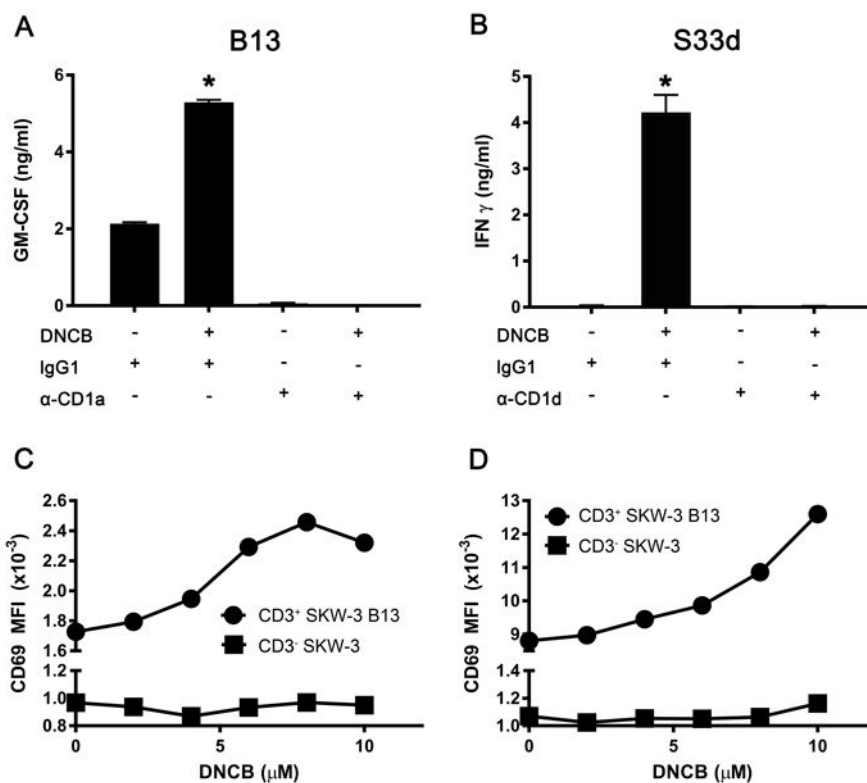 A
B13
GM-CSF (ng/ml)
6
4
2
0
DNCB - + - +
IgG1 + + - -
α-CD1a - - + +
B
S33d
IFN γ (ng/ml)
5
4
3
2
1
0
*
*
DNCB - + - +
IgG1 + + - -
α-CD1d - - + +
C
CD69 MFI (x10⁻³)
2.6
2.4
2.2
2.0
1.8
1.6
1.0
0.8
CD3⁺ SKW-3 B13
CD3⁻ SKW-3
0 5 10
DNCB (μM)
D
CD69 MFI (x10⁻³)
13
12
11
10
9
1.4
1.2
1.0
CD3⁺ SKW-3 B13
CD3⁻ SKW-3
0 5 10
DNCB (μM)